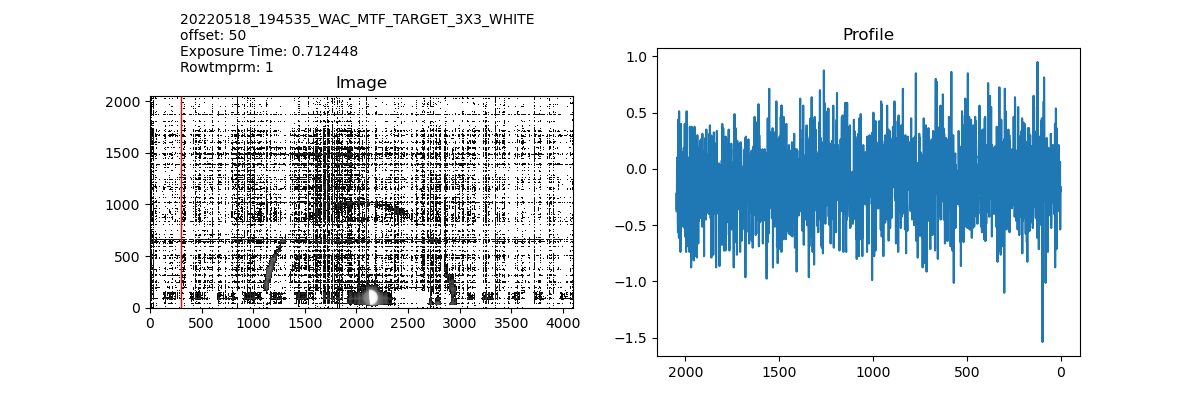 20220518_194535_WAC_MTF_TARGET_3X3_WHITE
offset: 50
Exposure Time: 0.712448
Rowtmprm: 1
Image
2000
1500
1000
500
0
0 500 1000 1500 2000 2500 3000 3500 4000
Profile
1.0
0.5
0.0
−0.5
−1.0
−1.5
2000 1500 1000 500 0